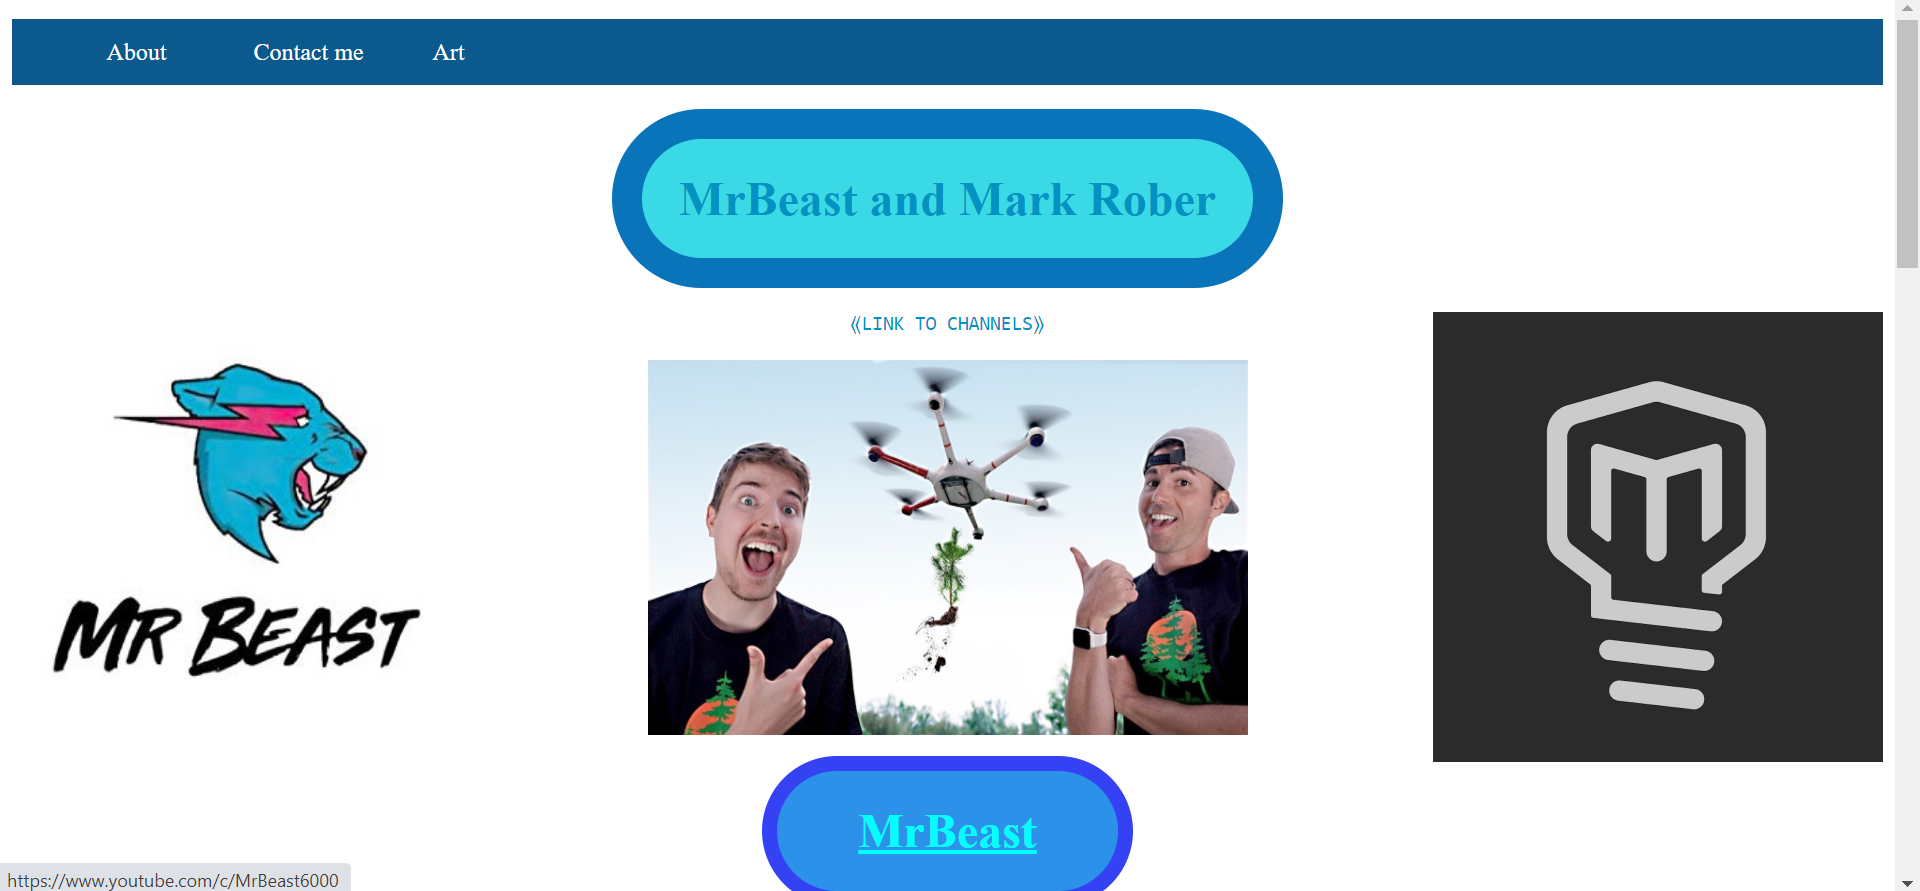 About Contact me Art
MrBeast and Mark Rober
⟪LINK TO CHANNELS⟫
MR BEAST
MrBeast
https://www.youtube.com/c/MrBeast6000